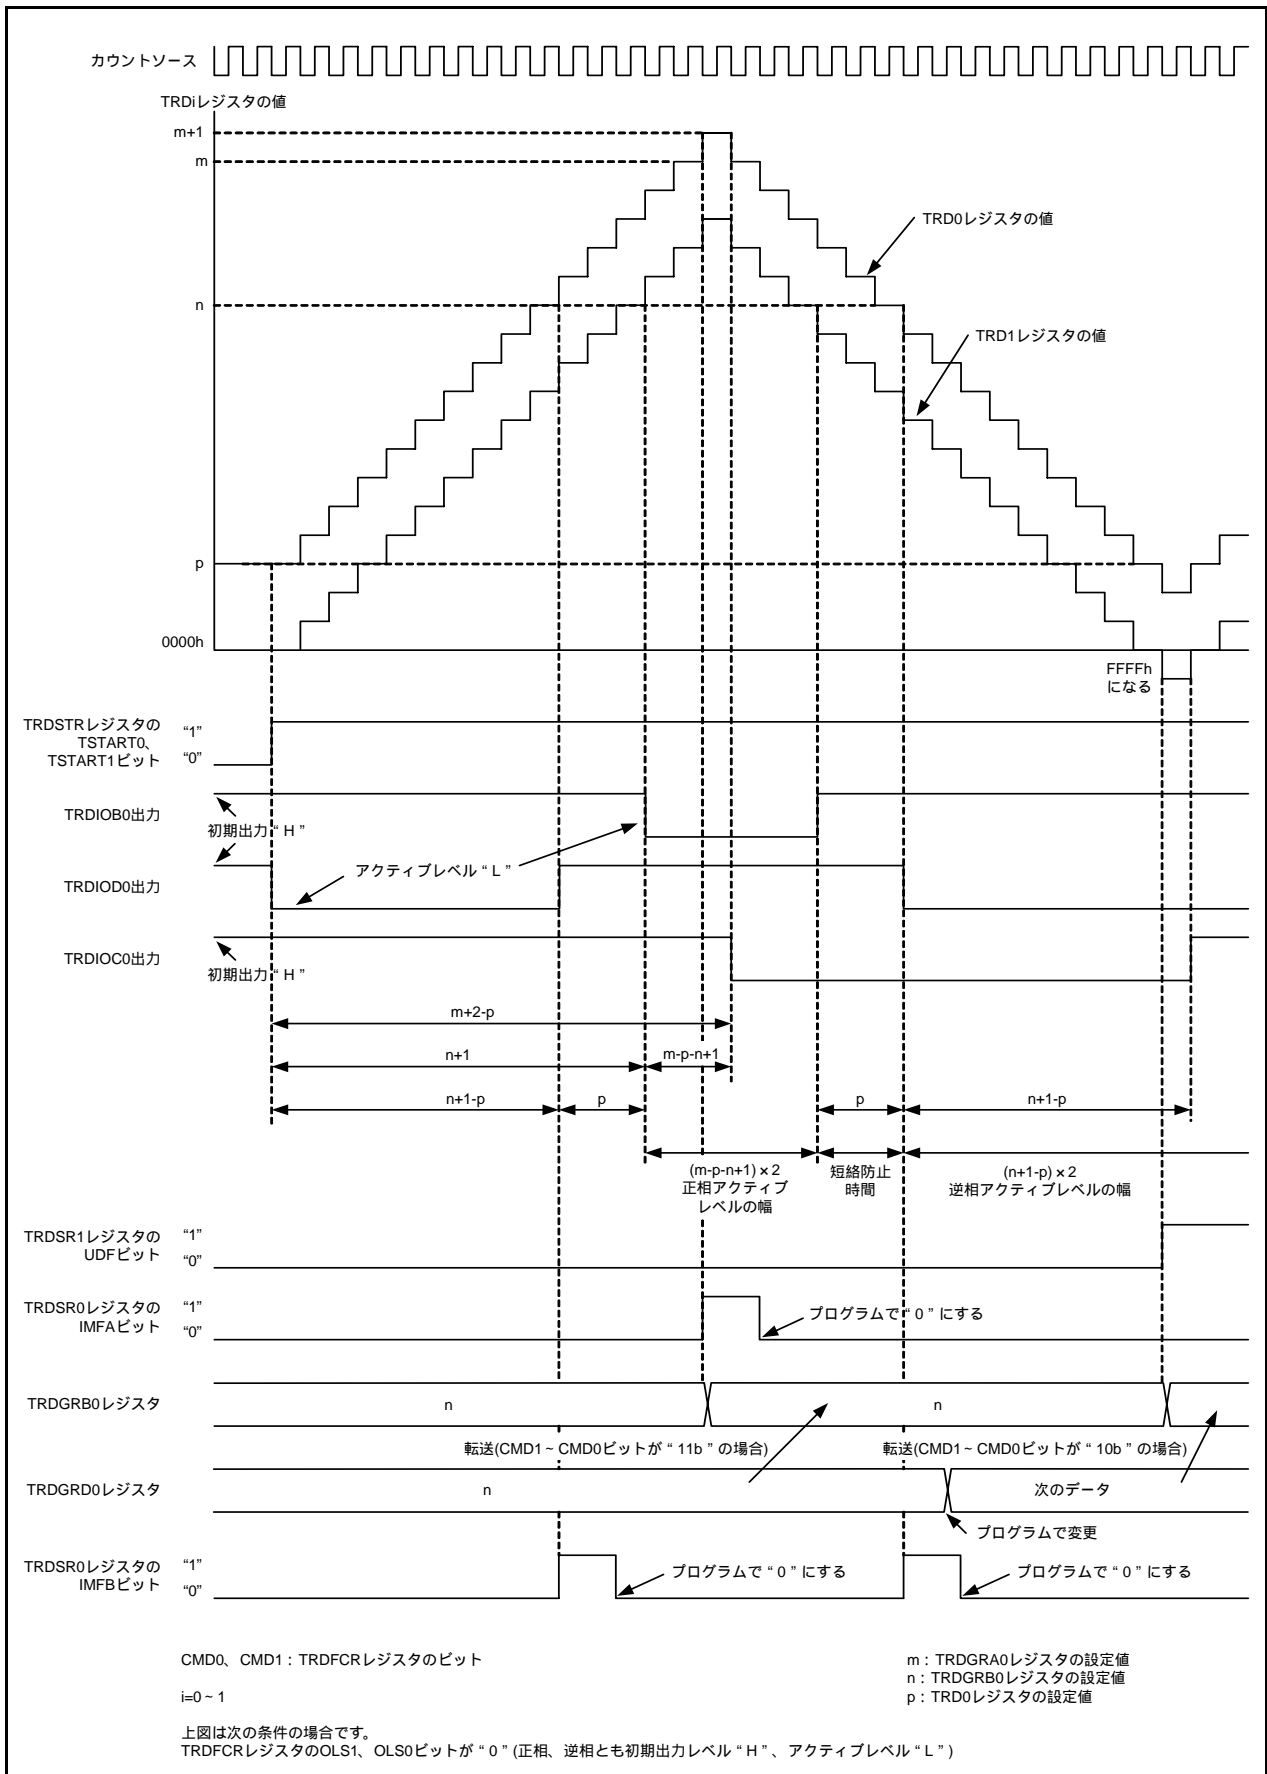 カウントソース
TRDiレジスタの値
m+1
m
TRD0レジスタの値
n
TRD1レジスタの値
p
0000h
FFFFh
になる
TRDSTRレジスタの
TSTART0、
TSTART1ビット
“1”
“0”
TRDIOB0出力
初期出力“H”
アクティブレベル“L”
TRDIOD0出力
TRDIOC0出力
初期出力“H”
m+2-p
n+1
m-p-n+1
n+1-p
p
p
n+1-p
(m-p-n+1)×2
正相アクティブ
レベルの幅
短絡防止
時間
(n+1-p)×2
逆相アクティブレベルの幅
TRDSR1レジスタの
UDFビット
“1”
“0”
TRDSR0レジスタの
IMFAビット
“1”
“0”
プログラムで“0”にする
TRDGRB0レジスタ
n
n
転送(CMD1~CMD0ビットが“11b”の場合)
転送(CMD1~CMD0ビットが“10b”の場合)
TRDGRD0レジスタ
n
次のデータ
プログラムで変更
TRDSR0レジスタの
IMFBビット
“1”
“0”
プログラムで“0”にする
プログラムで“0”にする
CMD0、CMD1:TRDFCRレジスタのビット
i=0~1
m:TRDGRA0レジスタの設定値
n:TRDGRB0レジスタの設定値
p:TRD0レジスタの設定値
上図は次の条件の場合です。
TRDFCRレジスタのOLS1、OLS0ビットが“0”(正相、逆相とも初期出力レベル“H”、アクティブレベル“L”)